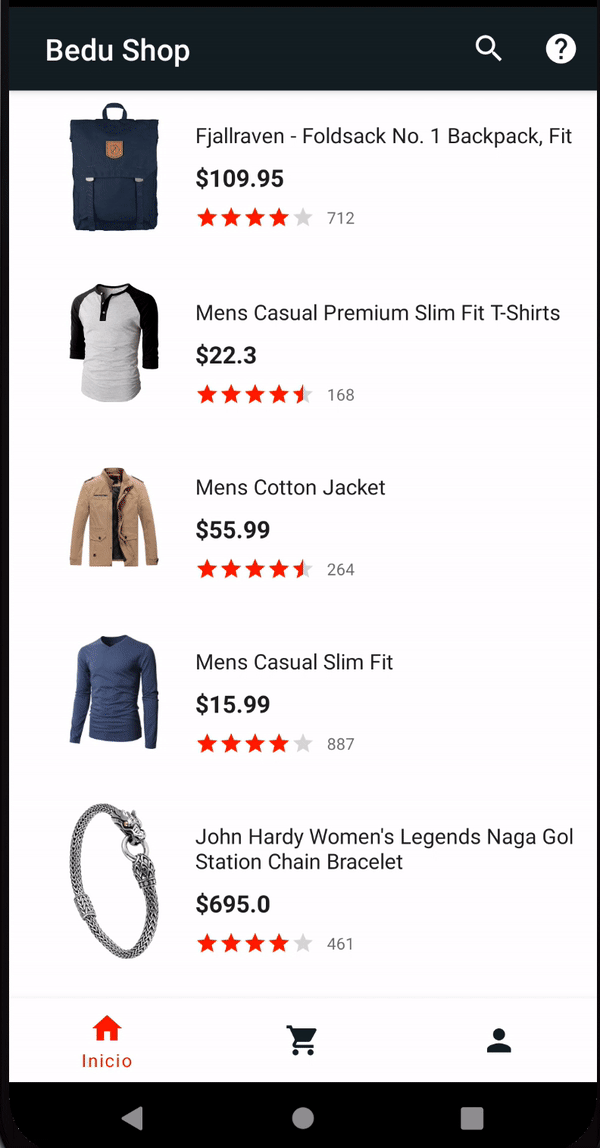 Bedu Shop
Fjallraven - Foldsack No. 1 Backpack, Fit
$109.95
712
Mens Casual Premium Slim Fit T-Shirts
$22.3
168
Mens Cotton Jacket
$55.99
264
Mens Casual Slim Fit
$15.99
887
John Hardy Women's Legends Naga Gol
Station Chain Bracelet
$695.0
461
Inicio